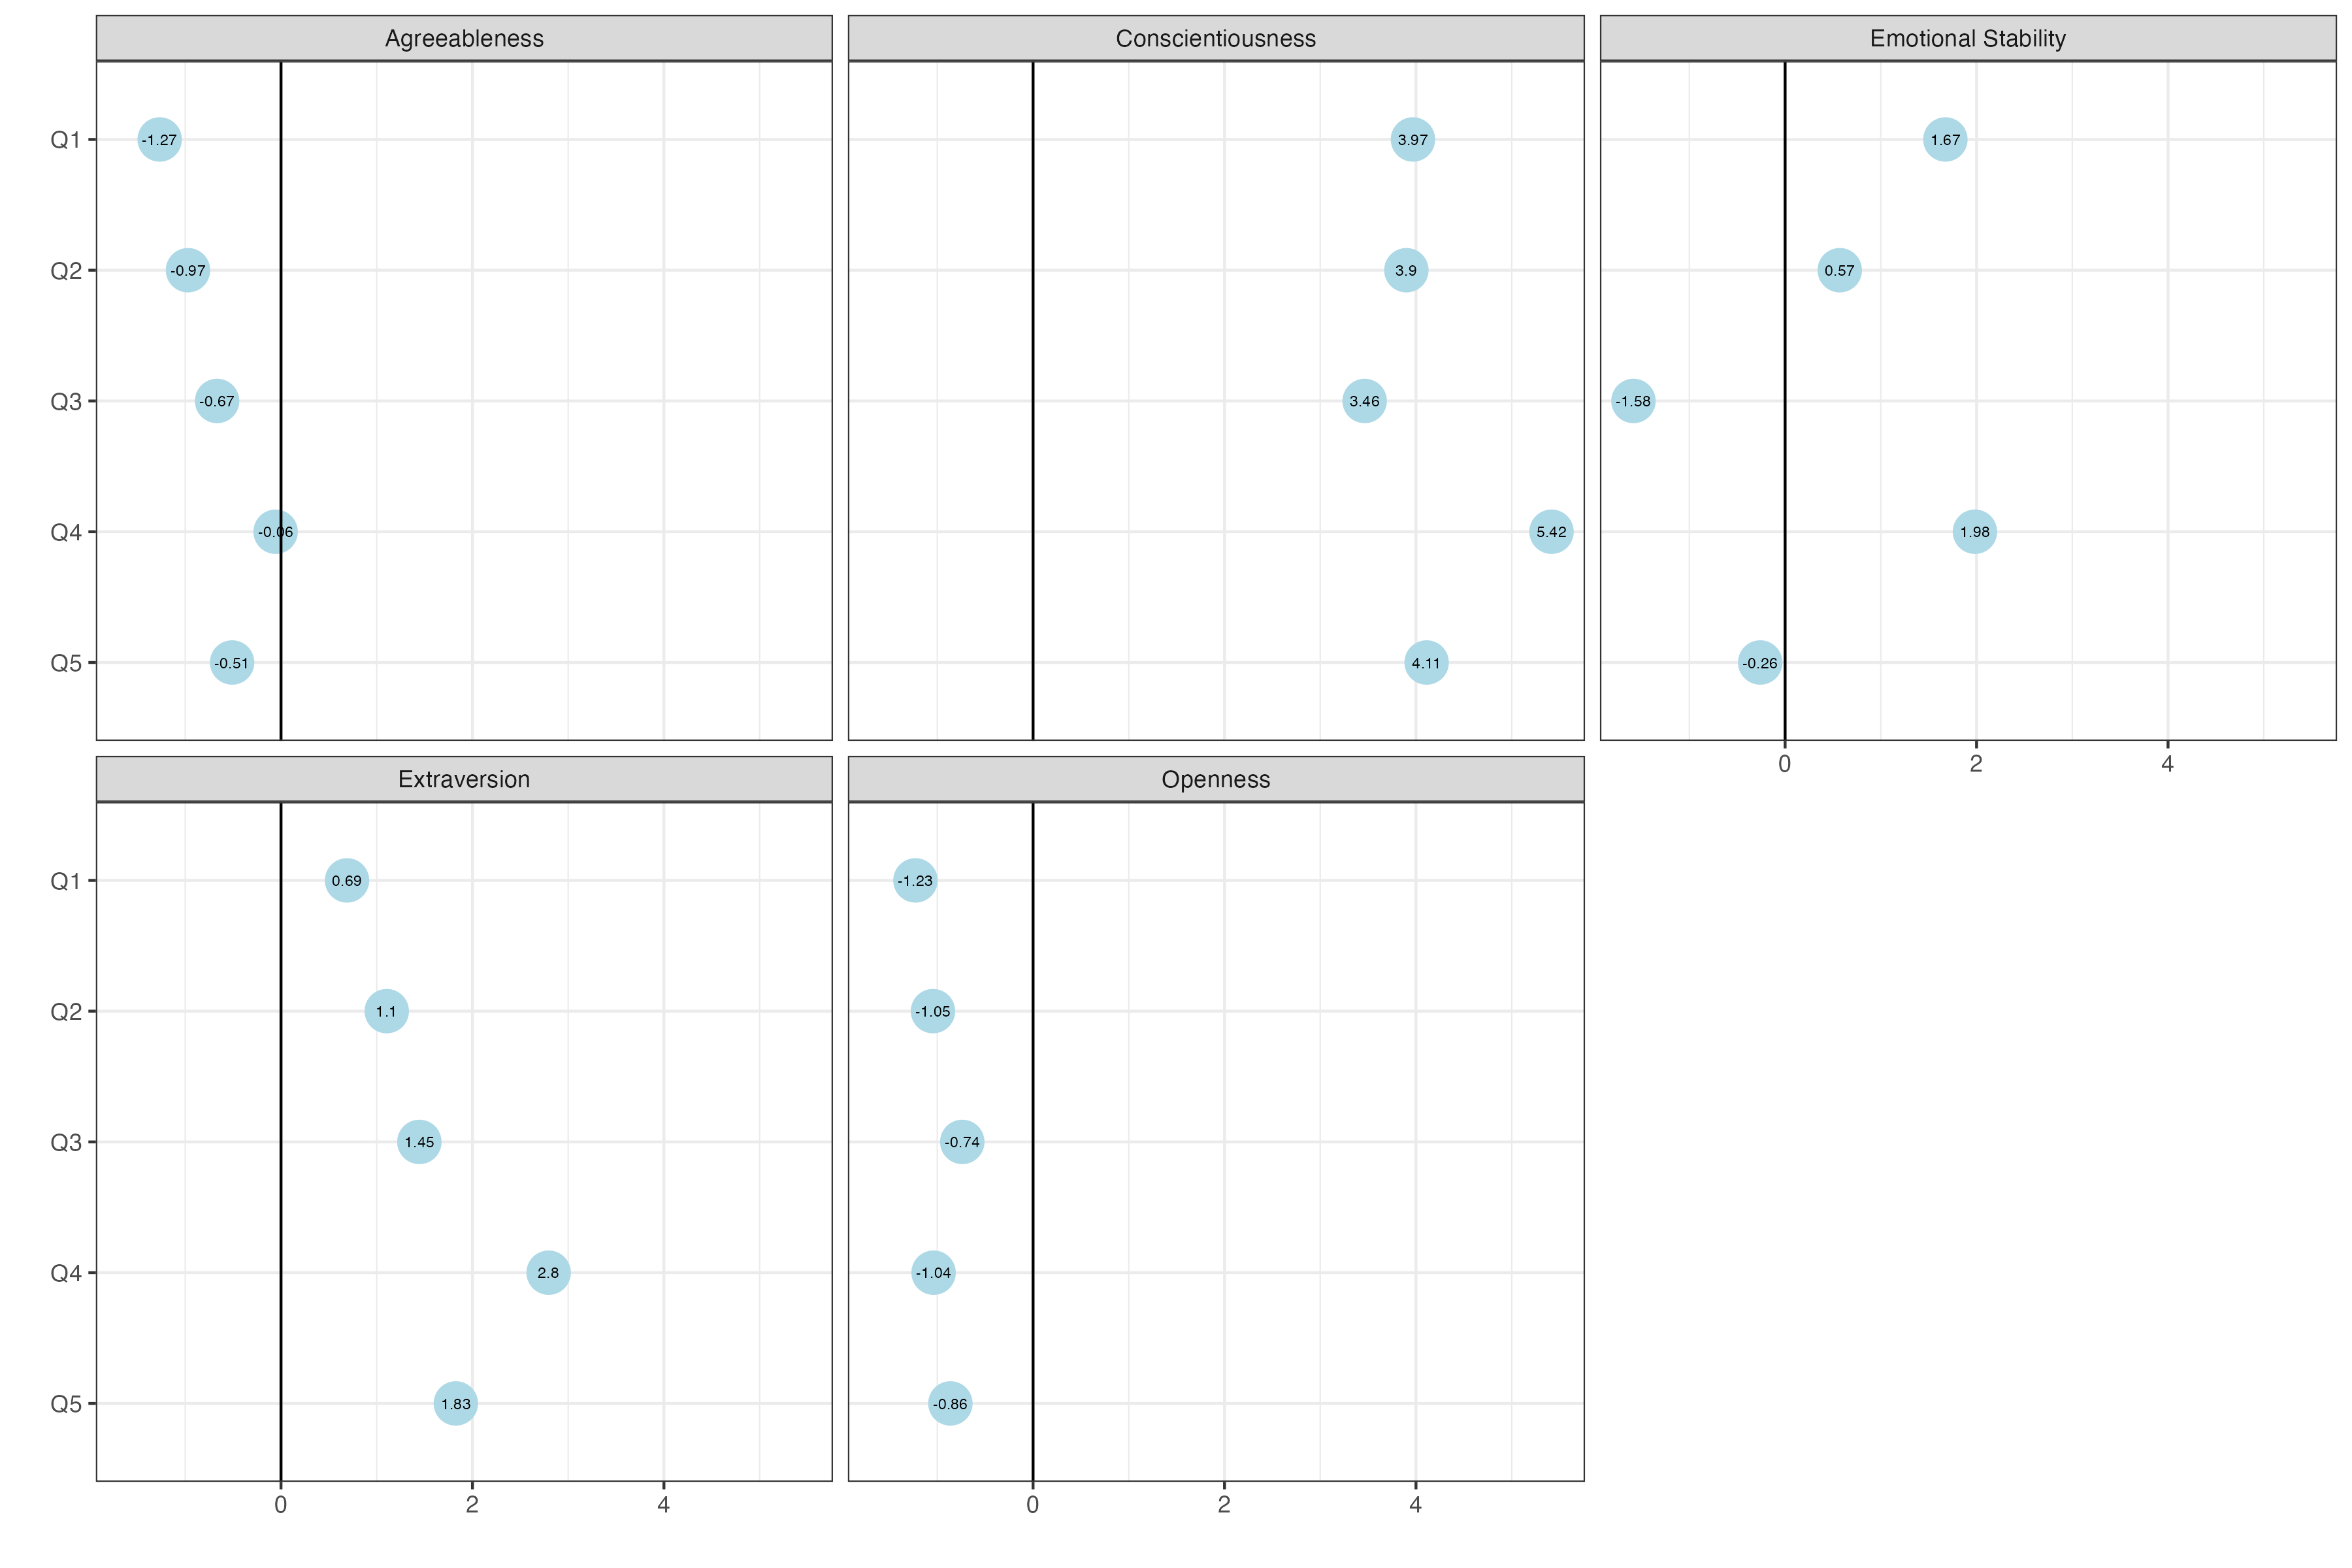 Agreeableness Conscientiousness Emotional Stability
Q1 -1.27 3.97 1.67
Q2 -0.97 3.9 0.57
Q3 -0.67 3.46 -1.58
Q4 -0.06 5.42 1.98
Q5 -0.51 4.11 -0.26
0 2 4
Extraversion Openness
Q1 0.69 -1.23
Q2 1.1 -1.05
Q3 1.45 -0.74
Q4 2.8 -1.04
Q5 1.83 -0.86
0 2 4 0 2 4